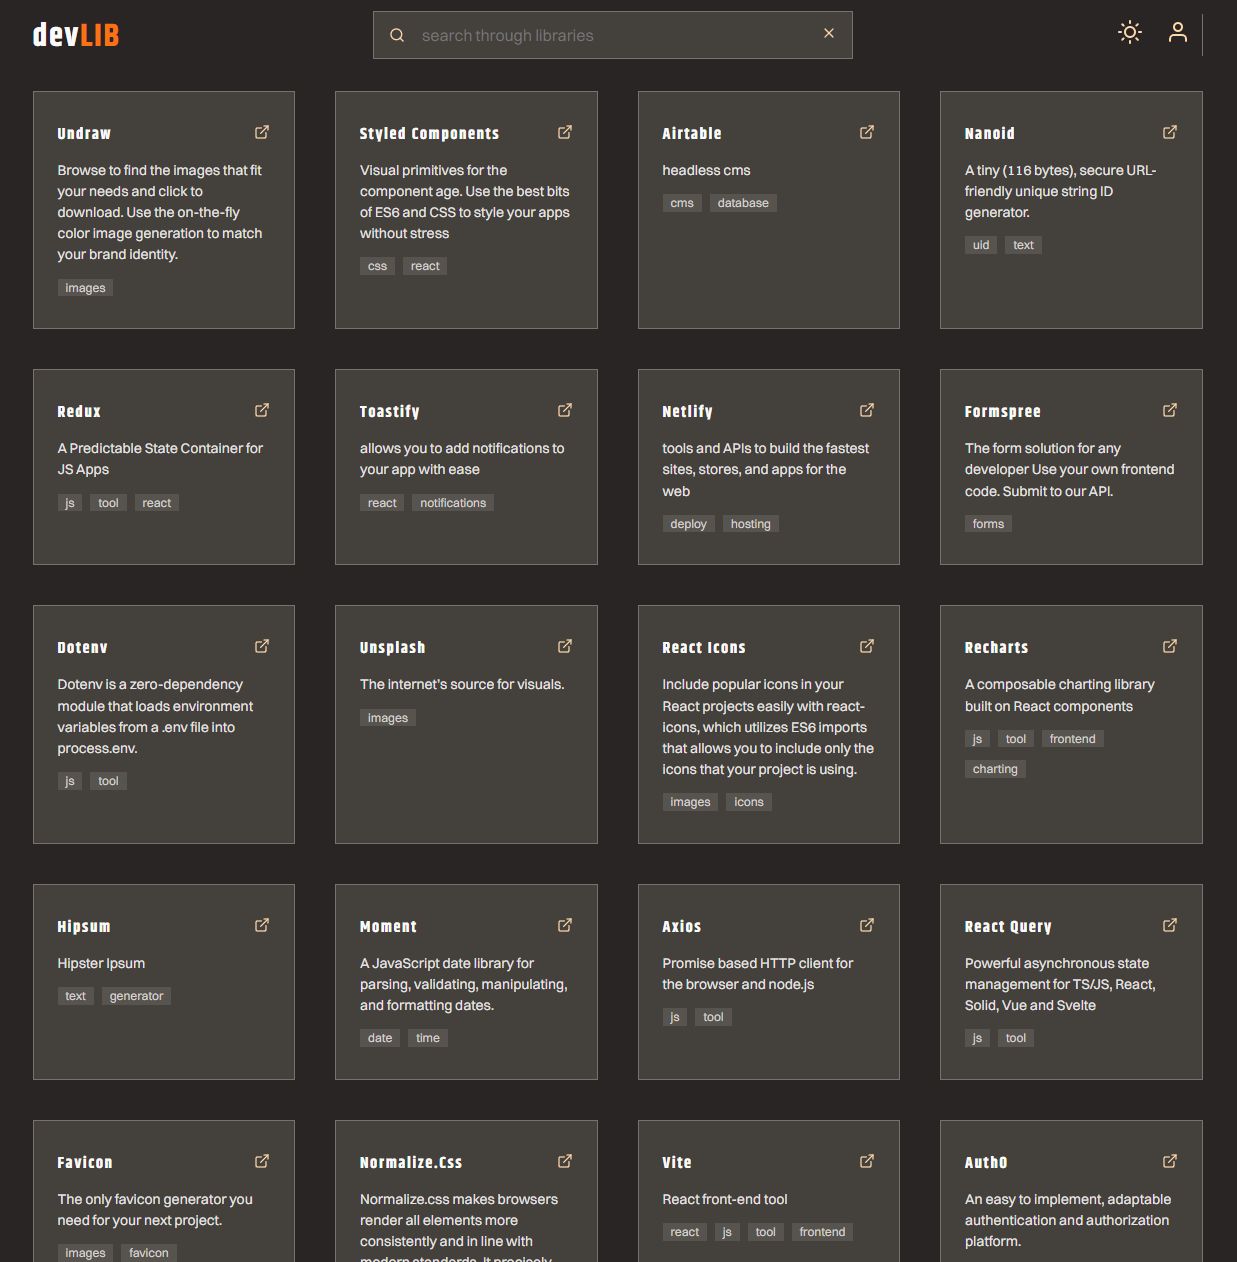 devLIB
search through libraries
Undraw
Browse to find the images that fit
your needs and click to
download. Use the on-the-fly
color image generation to match
your brand identity.
images
Styled Components
Visual primitives for the
component age. Use the best bits
of ES6 and CSS to style your apps
without stress
css react
Airtable
headless cms
cms database
Nanoid
A tiny (116 bytes), secure URL-
friendly unique string ID
generator.
uid text
Redux
A Predictable State Container for
JS Apps
js tool react
Toastify
allows you to add notifications to
your app with ease
react notifications
Netlify
tools and APIs to build the fastest
sites, stores, and apps for the
web
deploy hosting
Formspree
The form solution for any
developer Use your own frontend
code. Submit to our API.
forms
Dotenv
Dotenv is a zero-dependency
module that loads environment
variables from a .env file into
process.env.
js tool
Unsplash
The internet's source for visuals.
images
React Icons
Include popular icons in your
React projects easily with react-
icons, which utilizes ES6 imports
that allows you to include only the
icons that your project is using.
images icons
Recharts
A composable charting library
built on React components
js tool frontend
charting
Hipsum
Hipster Ipsum
text generator
Moment
A JavaScript date library for
parsing, validating, manipulating,
and formatting dates.
date time
Axios
Promise based HTTP client for
the browser and node.js
js tool
React Query
Powerful asynchronous state
management for TS/JS, React,
Solid, Vue and Svelte
js tool
Favicon
The only favicon generator you
need for your next project.
images favicon
Normalize.Css
Normalize.css makes browsers
render all elements more
consistently and in line with
modern standards. It precisely
Vite
React front-end tool
react js tool frontend
Auth0
An easy to implement, adaptable
authentication and authorization
platform.